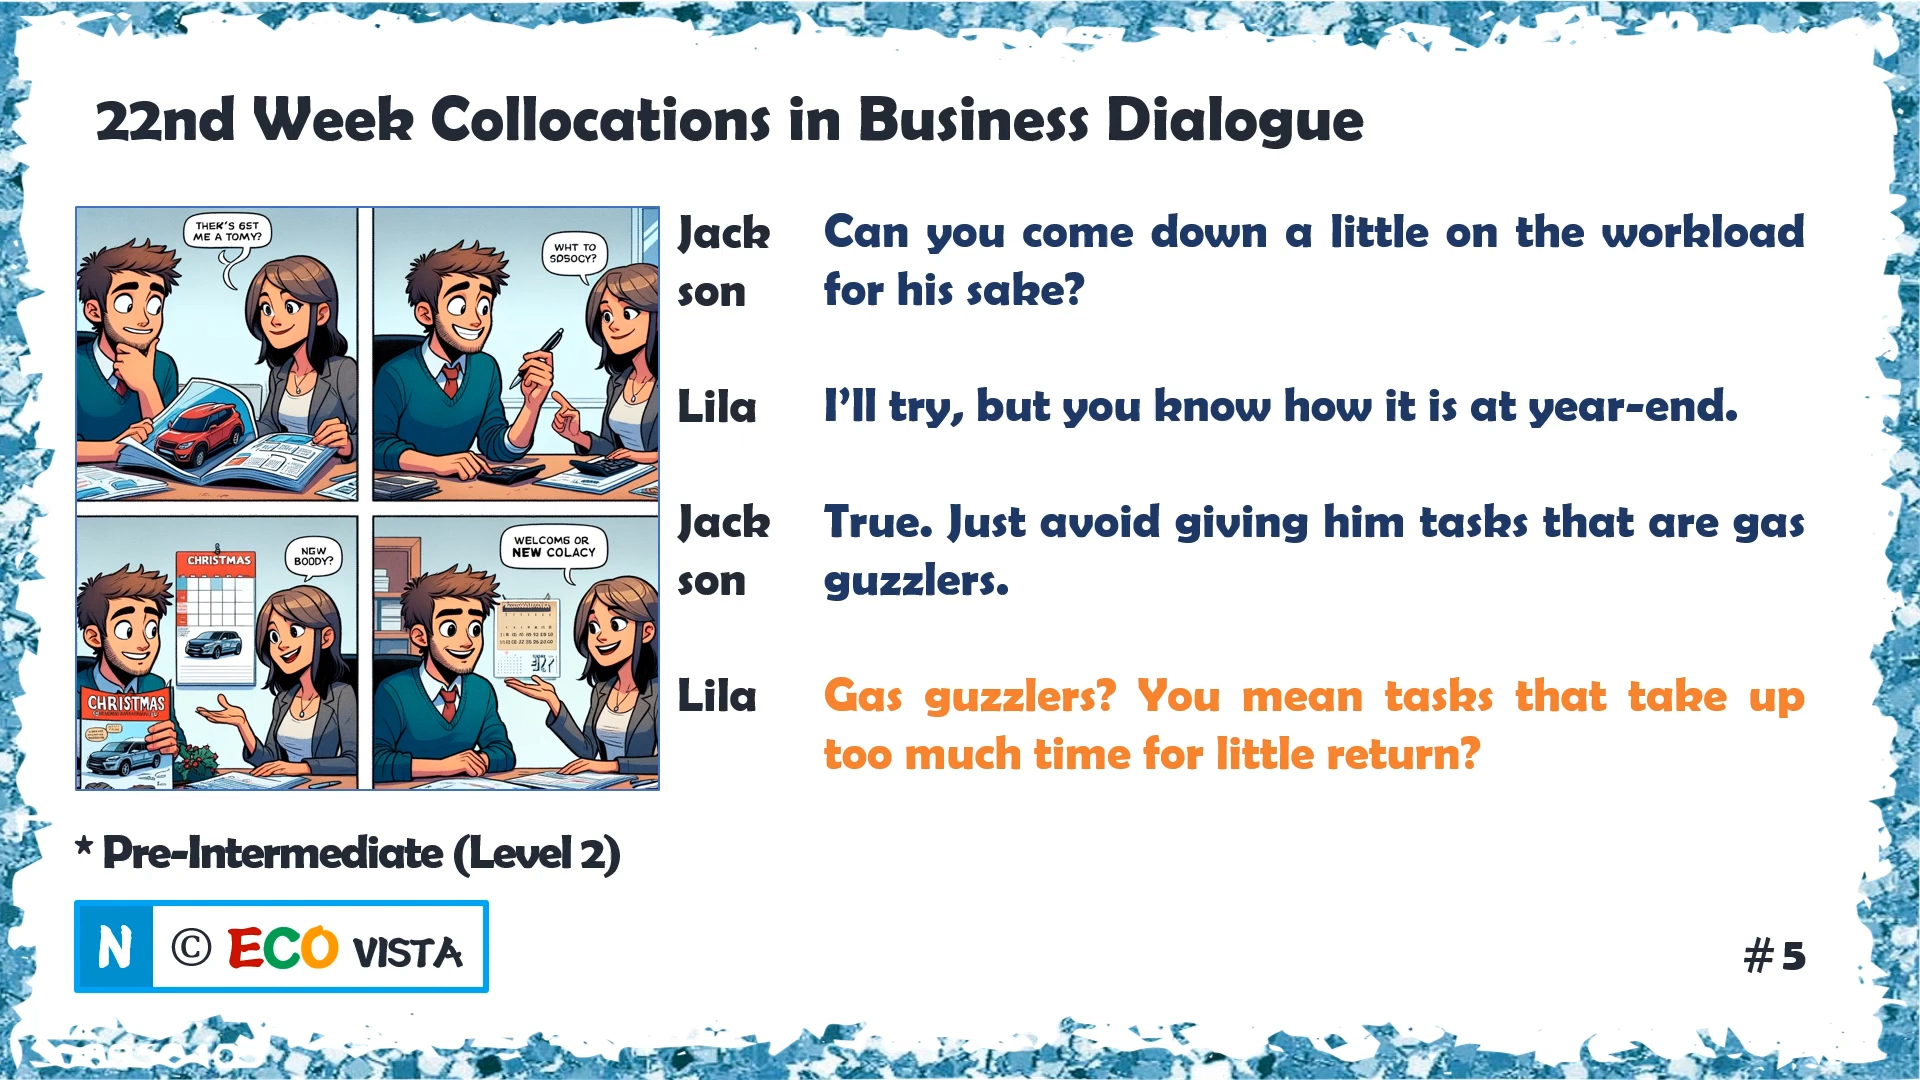 22nd Week Collocations in Business Dialogue
THEK'S GST
ME A TOMY?
WHT TO
SDSOCY?
CHRISTMAS
NGW
BOODY?
CHRISTMAS
WELCOMG OR
NEW COLACY
Jack
son
Can you come down a little on the workload
for his sake?
Lila
I'll try, but you know how it is at year-end.
Jack
son
True. Just avoid giving him tasks that are gas
guzzlers.
Lila
Gas guzzlers? You mean tasks that take up
too much time for little return?
* Pre-Intermediate (Level 2)
N © ECO VISTA
# 5